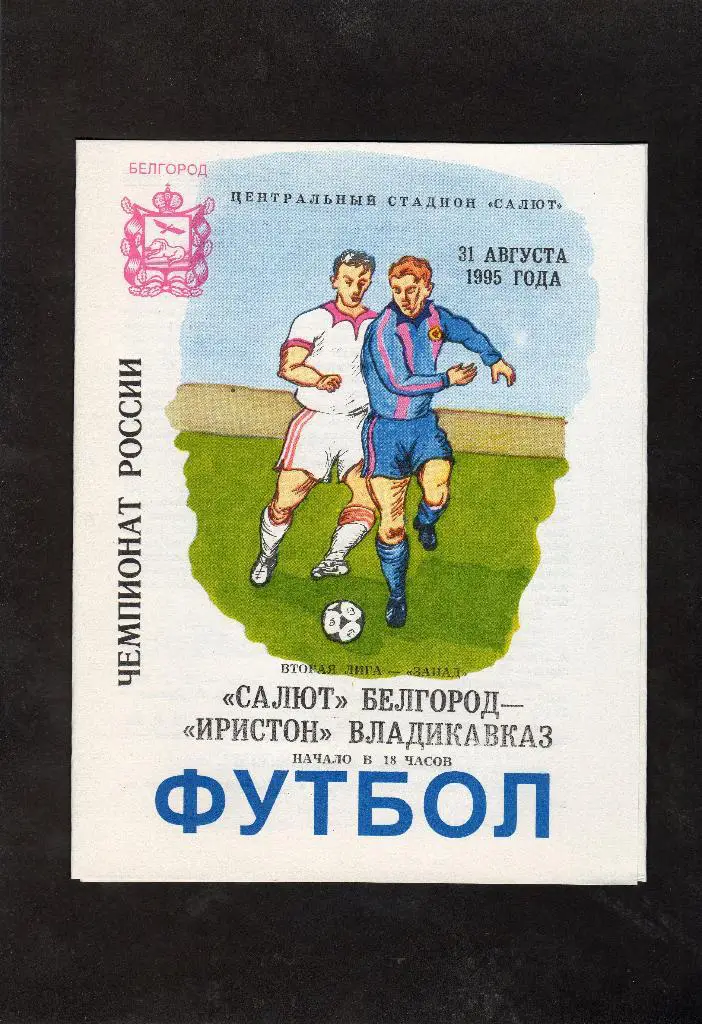 БЕЛГОРОД
ЦЕНТРАЛЬНЫЙ СТАДИОН «САЛЮТ»
31 АВГУСТА
1995 ГОДА
ЧЕМПИОНАТ РОССИИ
ВТОРАЯ ЛИГА — «ЗАПАД»
«САЛЮТ» БЕЛГОРОД—
«ИРИСТОН» ВЛАДИКАВКАЗ
НАЧАЛО В 18 ЧАСОВ
ФУТБОЛ